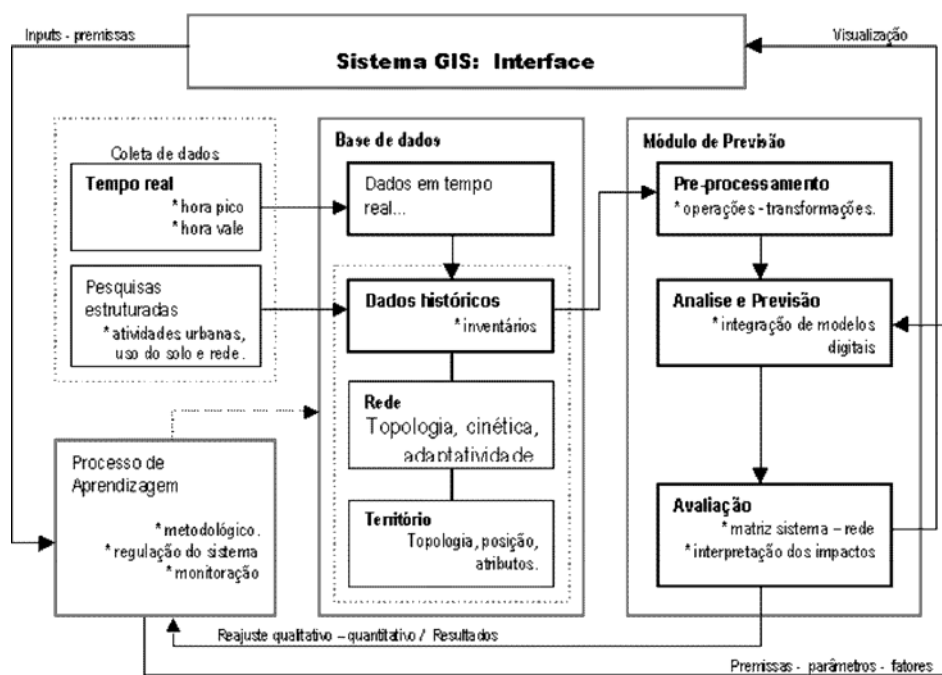 Inputs - premissas
Visualização
Sistema GIS: Interface
Coleta de dados
Tempo real
* hora pico
* hora vale
Pesquisas
estruturadas
* atividades urbanas,
uso do solo e rede.
Processo de
Aprendizagem
* metodológico.
* regulação do sistema
* monitoração
Base de dados
Dados em tempo
real...
Dados históricos
* inventários
Rede
Topologia, cinética,
adaptatividade
Território
Topologia, posição,
atributos.
Módulo de Previsão
Pre-processamento
* operações - transformações.
Analise e Previsão
* integração de modelos
digitais
Avaliação
* matriz sistema – rede
* interpretação dos impactos
Reajuste qualitativo – quantitativo / Resultados
Premissas - parâmetros - fatores